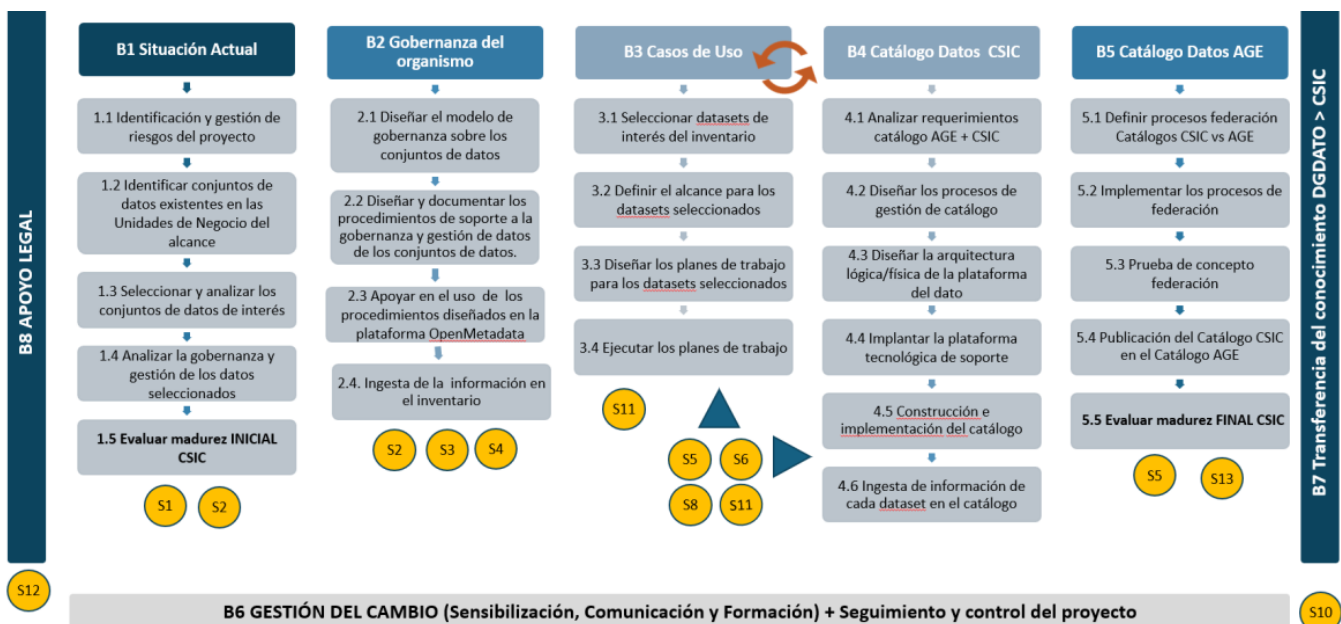 B8 APOYO LEGAL
S12
B1 Situación Actual
1.1 Identificación y gestión de
riesgos del proyecto
1.2 Identificar conjuntos de
datos existentes en las
Unidades de Negocio del
alcance
1.3 Seleccionar y analizar los
conjuntos de datos de interés
1.4 Analizar la gobernanza y
gestión de los datos
seleccionados
1.5 Evaluar madurez INICIAL
CSIC
S1
S2
B2 Gobernanza del
organismo
2.1 Diseñar el modelo de
gobernanza sobre los
conjuntos de datos
2.2 Diseñar y documentar los
procedimientos de soporte a la
gobernanza y gestión de datos
de los conjuntos de datos.
2.3 Apoyar en el uso de los
procedimientos diseñados en la
plataforma OpenMetadata
2.4. Ingesta de la información en
el inventario
S2
S3
S4
B3 Casos de Uso
3.1 Seleccionar datasets de
interés del inventario
3.2 Definir el alcance para los
datasets seleccionados
3.3 Diseñar los planes de trabajo
para los datasets seleccionados
3.4 Ejecutar los planes de trabajo
S11
S5
S6
S8
S11
B4 Catálogo Datos CSIC
4.1 Analizar requerimientos
catálogo AGE + CSIC
4.2 Diseñar los procesos de
gestión de catálogo
4.3 Diseñar la arquitectura
lógica/física de la plataforma
del dato
4.4 Implantar la plataforma
tecnológica de soporte
4.5 Construcción e
implementación del catálogo
4.6 Ingesta de información de
cada dataset en el catálogo
B5 Catálogo Datos AGE
5.1 Definir procesos federación
Catálogos CSIC vs AGE
5.2 Implementar los procesos de
federación
5.3 Prueba de concepto
federación
5.4 Publicación del Catálogo CSIC
en el Catálogo AGE
5.5 Evaluar madurez FINAL CSIC
S5
S13
B7 Transferencia del conocimiento DGDATO > CSIC
S10
B6 GESTIÓN DEL CAMBIO (Sensibilización, Comunicación y Formación) + Seguimiento y control del proyecto